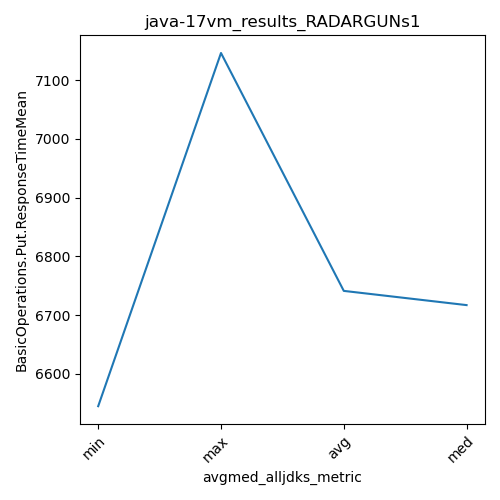 java-17vm_results_RADARGUNs1
BasicOperations.Put.ResponseTimeMean
7100
7000
6900
6800
6700
6600
min
max
avg
med
avgmed_alljdks_metric